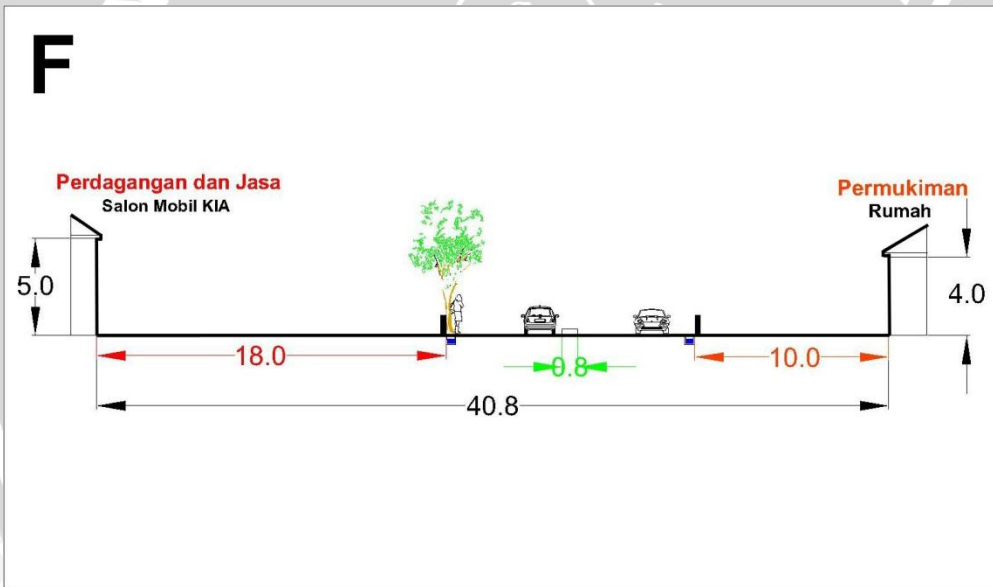 F
Perdagangan dan Jasa
Salon Mobil KIA
Permukiman
Rumah
5.0
4.0
18.0
0.8
10.0
40.8